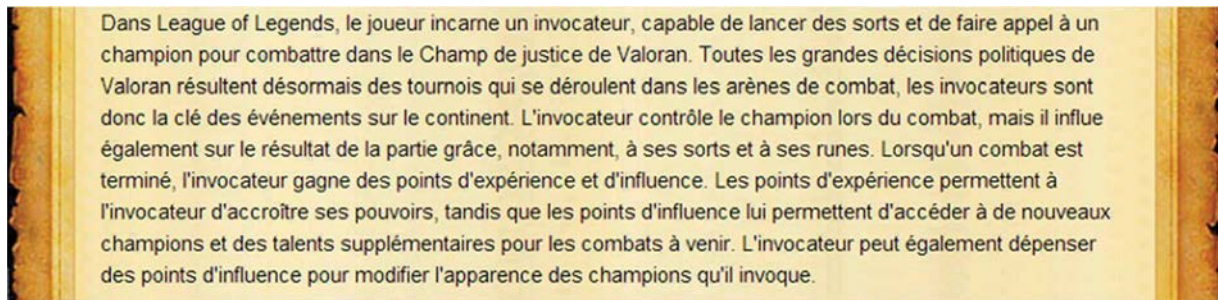 Dans League of Legends, le joueur incarne un invocateur, capable de lancer des sorts et de faire appel à un
champion pour combattre dans le Champ de justice de Valoran. Toutes les grandes décisions politiques de
Valoran résultent désormais des tournois qui se déroulent dans les arènes de combat, les invocateurs sont
donc la clé des événements sur le continent. L'invocateur contrôle le champion lors du combat, mais il influe
également sur le résultat de la partie grâce, notamment, à ses sorts et à ses runes. Lorsqu'un combat est
terminé, l'invocateur gagne des points d'expérience et d'influence. Les points d'expérience permettent à
l'invocateur d'accroître ses pouvoirs, tandis que les points d'influence lui permettent d'accéder à de nouveaux
champions et des talents supplémentaires pour les combats à venir. L'invocateur peut également dépenser
des points d'influence pour modifier l'apparence des champions qu'il invoque.